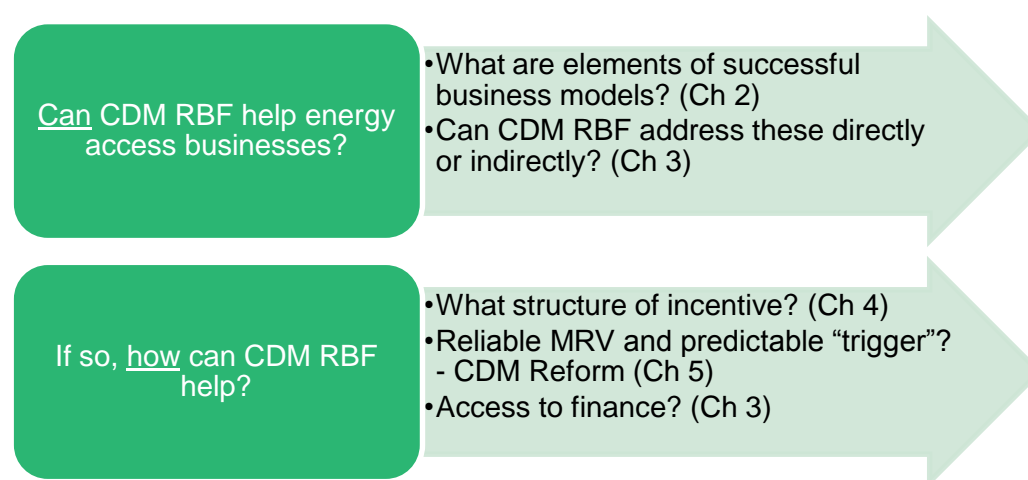 Can CDM RBF help energy
access businesses?
•What are elements of successful
business models? (Ch 2)
•Can CDM RBF address these directly
or indirectly? (Ch 3)
If so, how can CDM RBF
help?
•What structure of incentive? (Ch 4)
•Reliable MRV and predictable “trigger”?
- CDM Reform (Ch 5)
•Access to finance? (Ch 3)